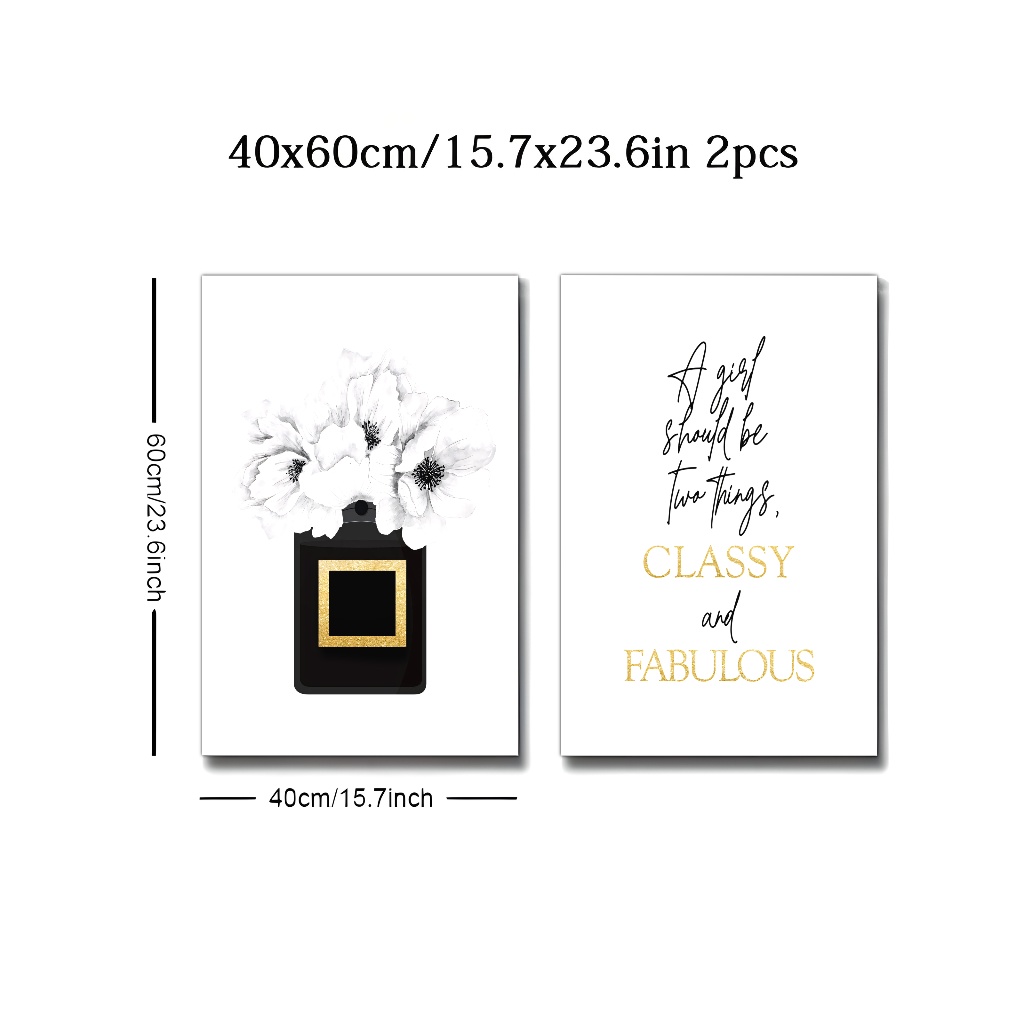 40x60cm/15.7x23.6in 2pcs
60cm/23.6inch
A girl
should be
two things,
CLASSY
and
FABULOUS
40cm/15.7inch